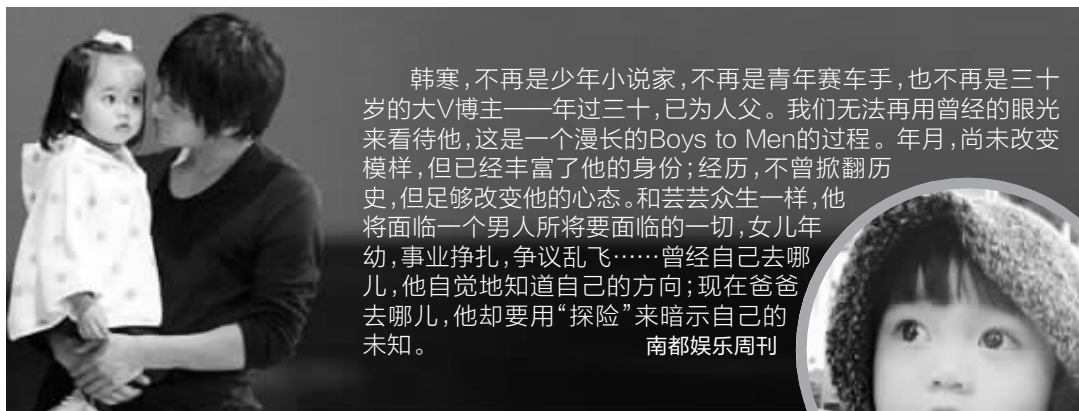 韩寒，不再是少年小说家，不再是青年赛车手，也不再是三十
岁的大V博主——年过三十，已为人父。我们无法再用曾经的眼光
来看待他，这是一个漫长的Boys to Men的过程。年月，尚未改变
模样，但已经丰富了他的身份；经历，不曾掀翻历
史，但足够改变他的心态。和芸芸众生一样，他
将面临一个男人所将要面临的一切，女儿年
幼，事业挣扎，争议乱飞……曾经自己去哪
儿，他自觉地知道自己的方向；现在爸爸
去哪儿，他却要用“探险”来暗示自己的
未知。 南都娱乐周刊